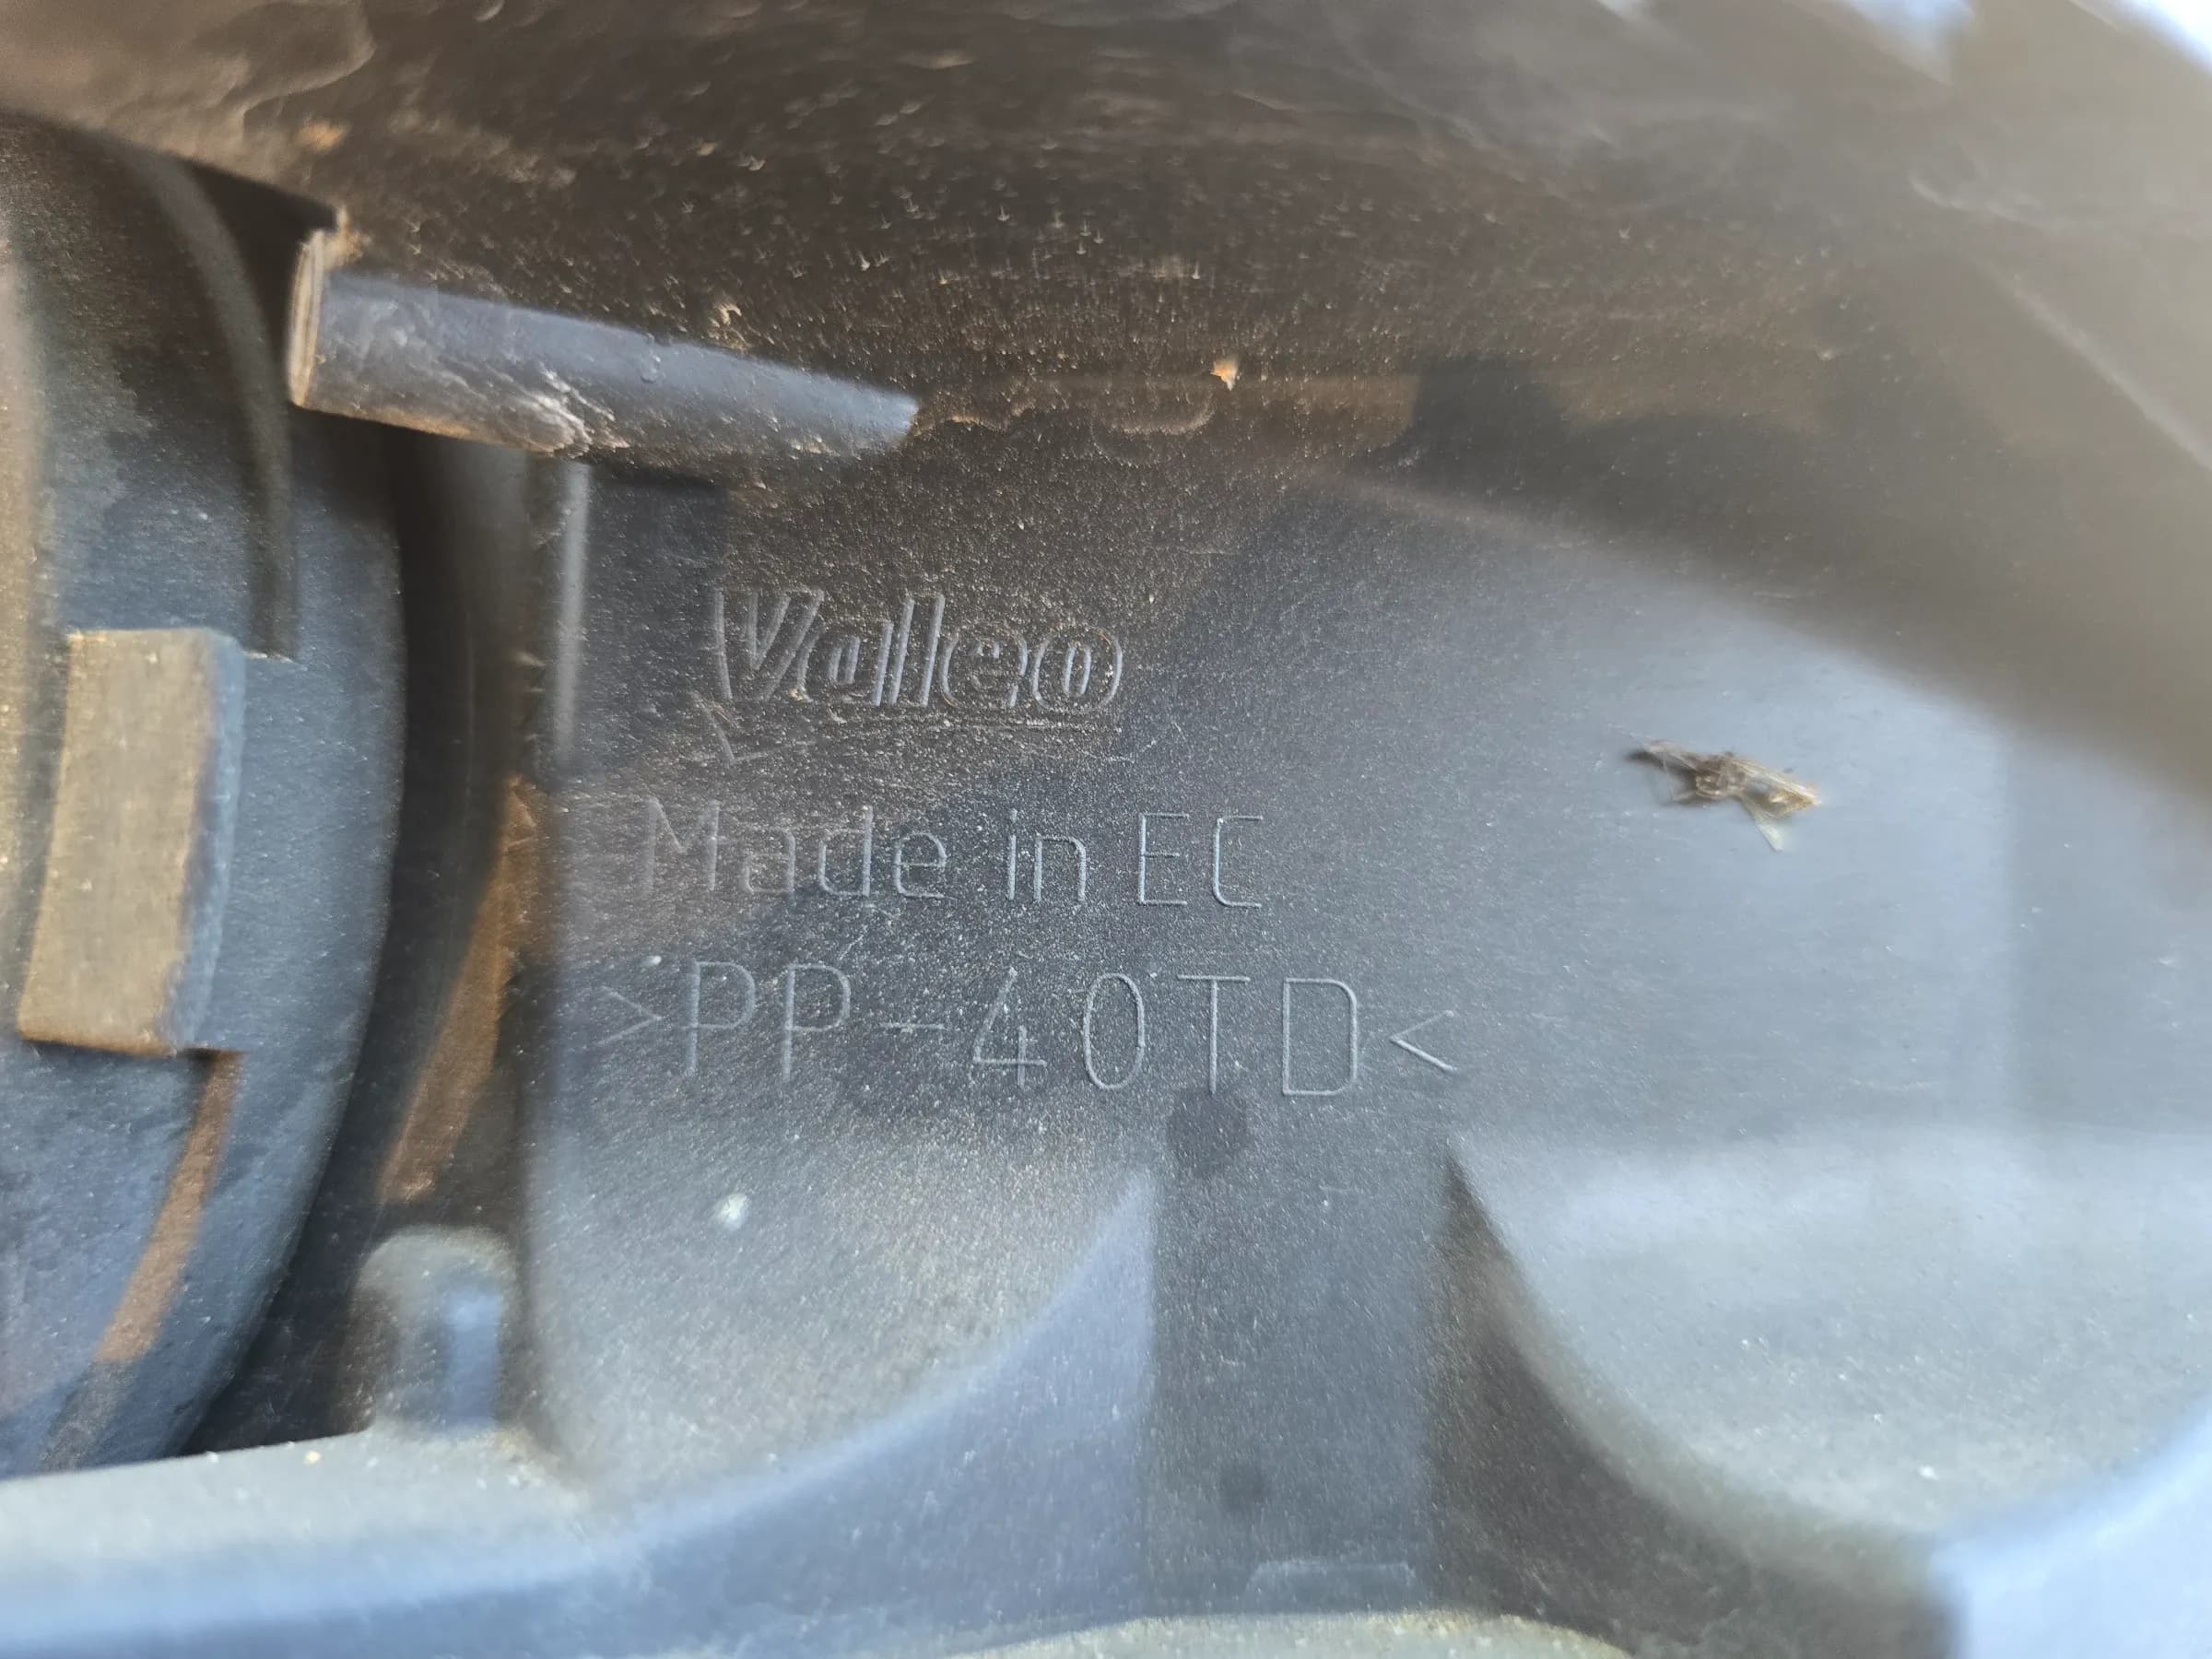 Valeo
Made in EC
>PP-40TD<